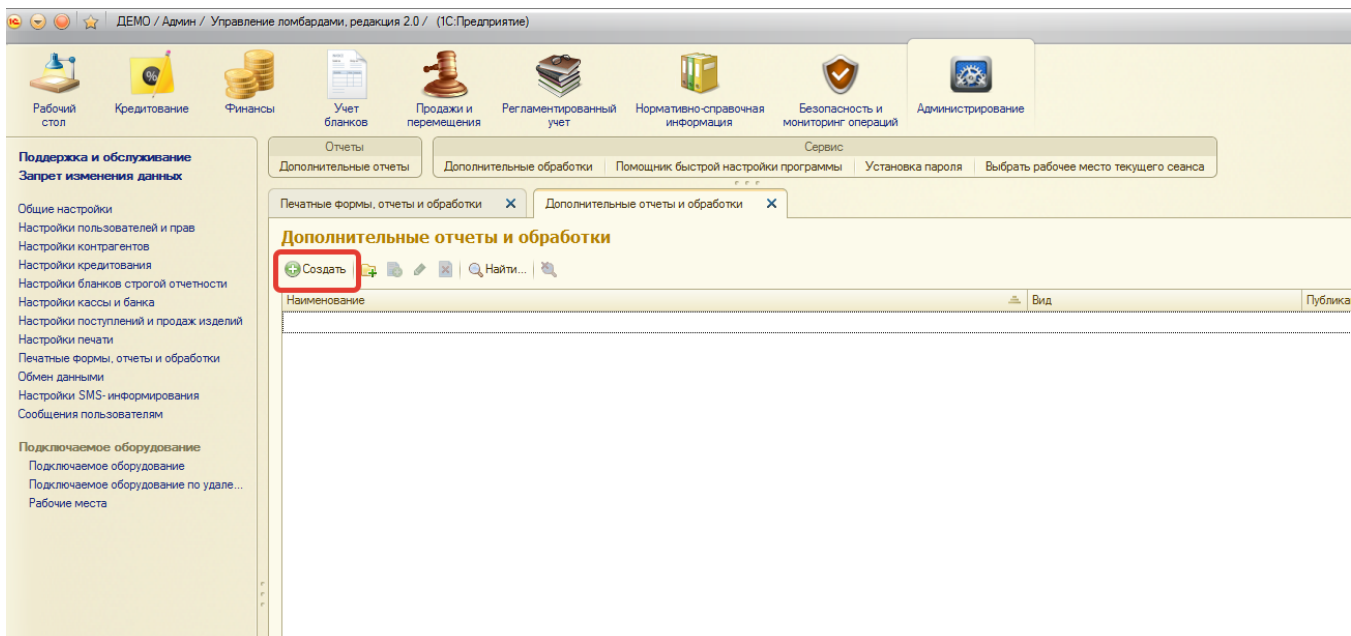 ДЕМО / Админ / Управление ломбардами, редакция 2.0 / (1С:Предприятие)
Рабочий стол
Кредитование
Финансы
Учет бланков
Продажи и перемещения
Регламентированный учет
Нормативно-справочная информация
Безопасность и мониторинг операций
Администрирование
Поддержка и обслуживание
Запрет изменения данных
Общие настройки
Настройки пользователей и прав
Настройки контрагентов
Настройки кредитования
Настройки бланков строгой отчетности
Настройки кассы и банка
Настройки поступлений и продаж изделий
Настройки печати
Печатные формы, отчеты и обработки
Обмен данными
Настройки SMS-информирования
Сообщения пользователям
Подключаемое оборудование
Подключаемое оборудование
Подключаемое оборудование по удале...
Рабочие места
Отчеты
Дополнительные отчеты
Сервис
Дополнительные обработки Помощник быстрой настройки программы Установка пароля Выбрать рабочее место текущего сеанса
Печатные формы, отчеты и обработки Дополнительные отчеты и обработки
Дополнительные отчеты и обработки
Создать Найти...
Наименование Вид Публика